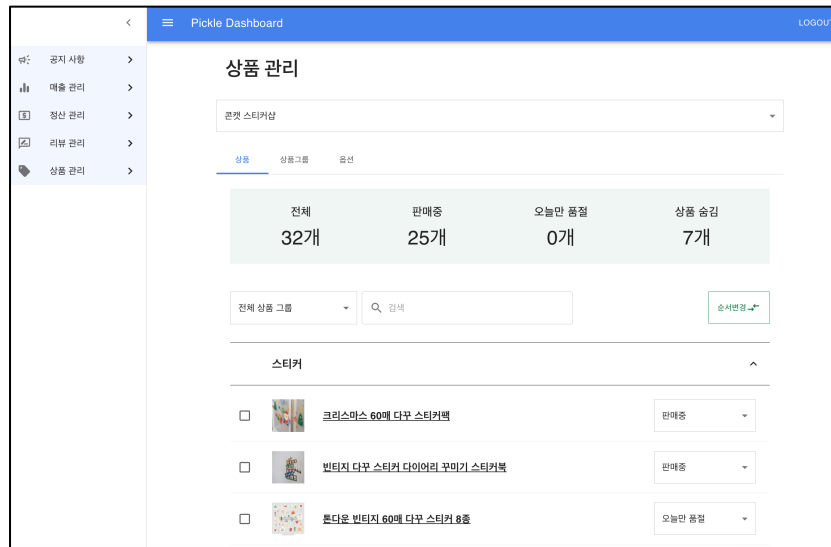 Pickle Dashboard
LOGOUT
공지 사항
매출 관리
정산 관리
리뷰 관리
상품 관리
상품 관리
콘캣 스티커샵
상품 상품그룹 옵션
전체 판매중 오늘만 품절 상품 숨김
32개 25개 0개 7개
전체 상품 그룹 검색 순서변경
스티커
크리스마스 60매 다꾸 스티커팩 판매중
빈티지 다꾸 스티커 다이어리 꾸미기 스티커북 판매중
톤다운 빈티지 60매 다꾸 스티커 8종 오늘만 품절